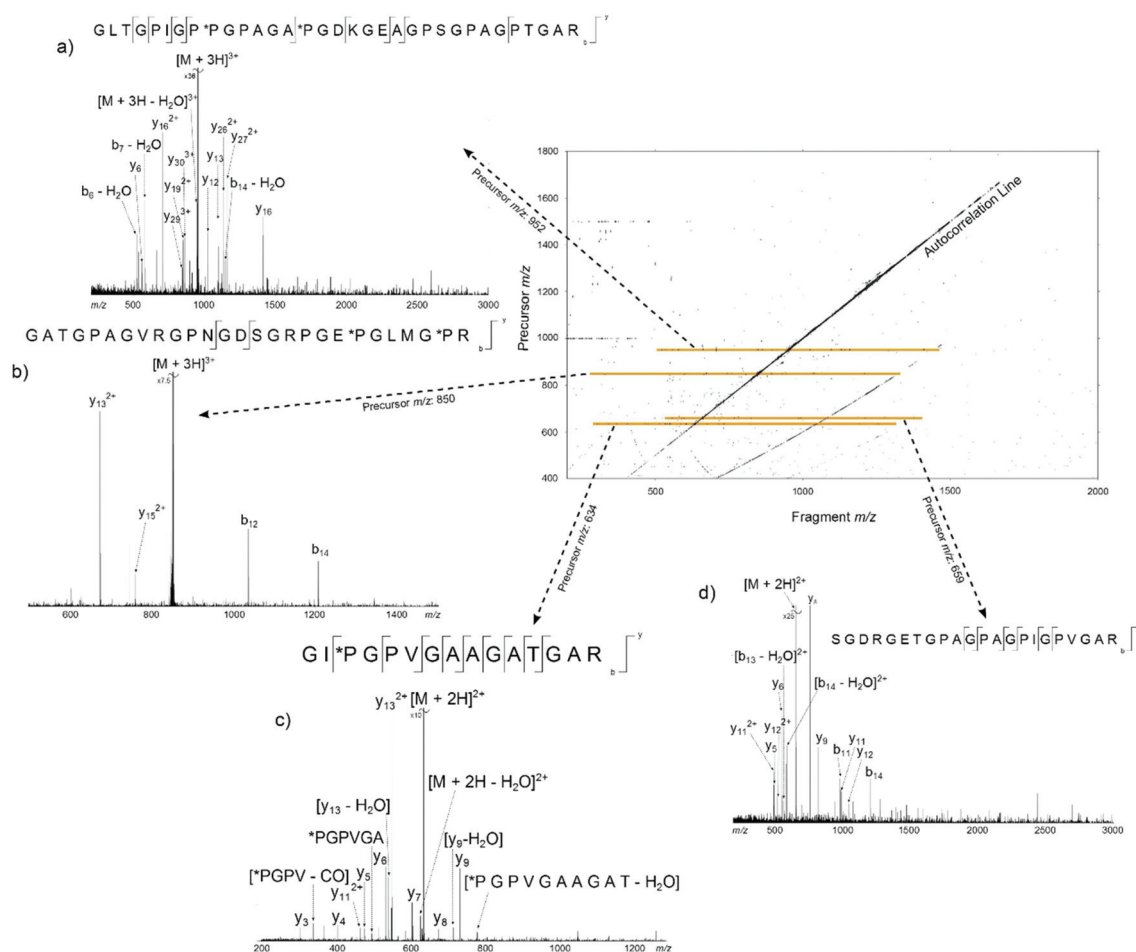 GLTGPIGP*PGPAGA*PGDKGEAGPSGPAGPTGAR
y
b
a)
[M + 3H]3+
x36
[M + 3H - H2O]3+
y16 2+
b7 - H2O
y6
b6 - H2O
y30 3+
y19 2+
y29 3+
y26 2+
y27 2+
y13
y12
b14 - H2O
y16
m/z 500 1000 1500 2000 2500 3000
GATGPAGVRGPNGDSGRPGE*PGLMG*PR
y
b
b)
[M + 3H]3+
x7.5
y13 2+
y15 2+
b12
b14
600 800 1000 1200 1400 m/z
Precursor m/z: 952
Precursor m/z: 850
Precursor m/z: 634
Precursor m/z: 659
1800
1600
1400
1200
1000
800
600
400
Precursor m/z
Autocorrelation Line
500 1000 1500 2000
Fragment m/z
GI*PGPVGAAGATGAR
y
b
c)
y13 2+ [M + 2H]2+
x10
[M + 2H - H2O]2+
[y13 - H2O]
*PGPVGA
y6
[y9-H2O]
y9
[*PGPV - CO]
y5
y11 2+
[*P G P V G A A G A T - H2O]
y3
y4
y7
y8
200 400 600 800 1000 1200 m/z
d)
[M + 2H]2+
x25
SGDRGETGPAGPAGPIGPVGAR
y
b
[b13 - H2O]2+
y6
[b14 - H2O]2+
y11 2+
y12 2+
y5
y9
y11
b11
y12
b14
m/z 500 1000 1500 2000 2500 3000